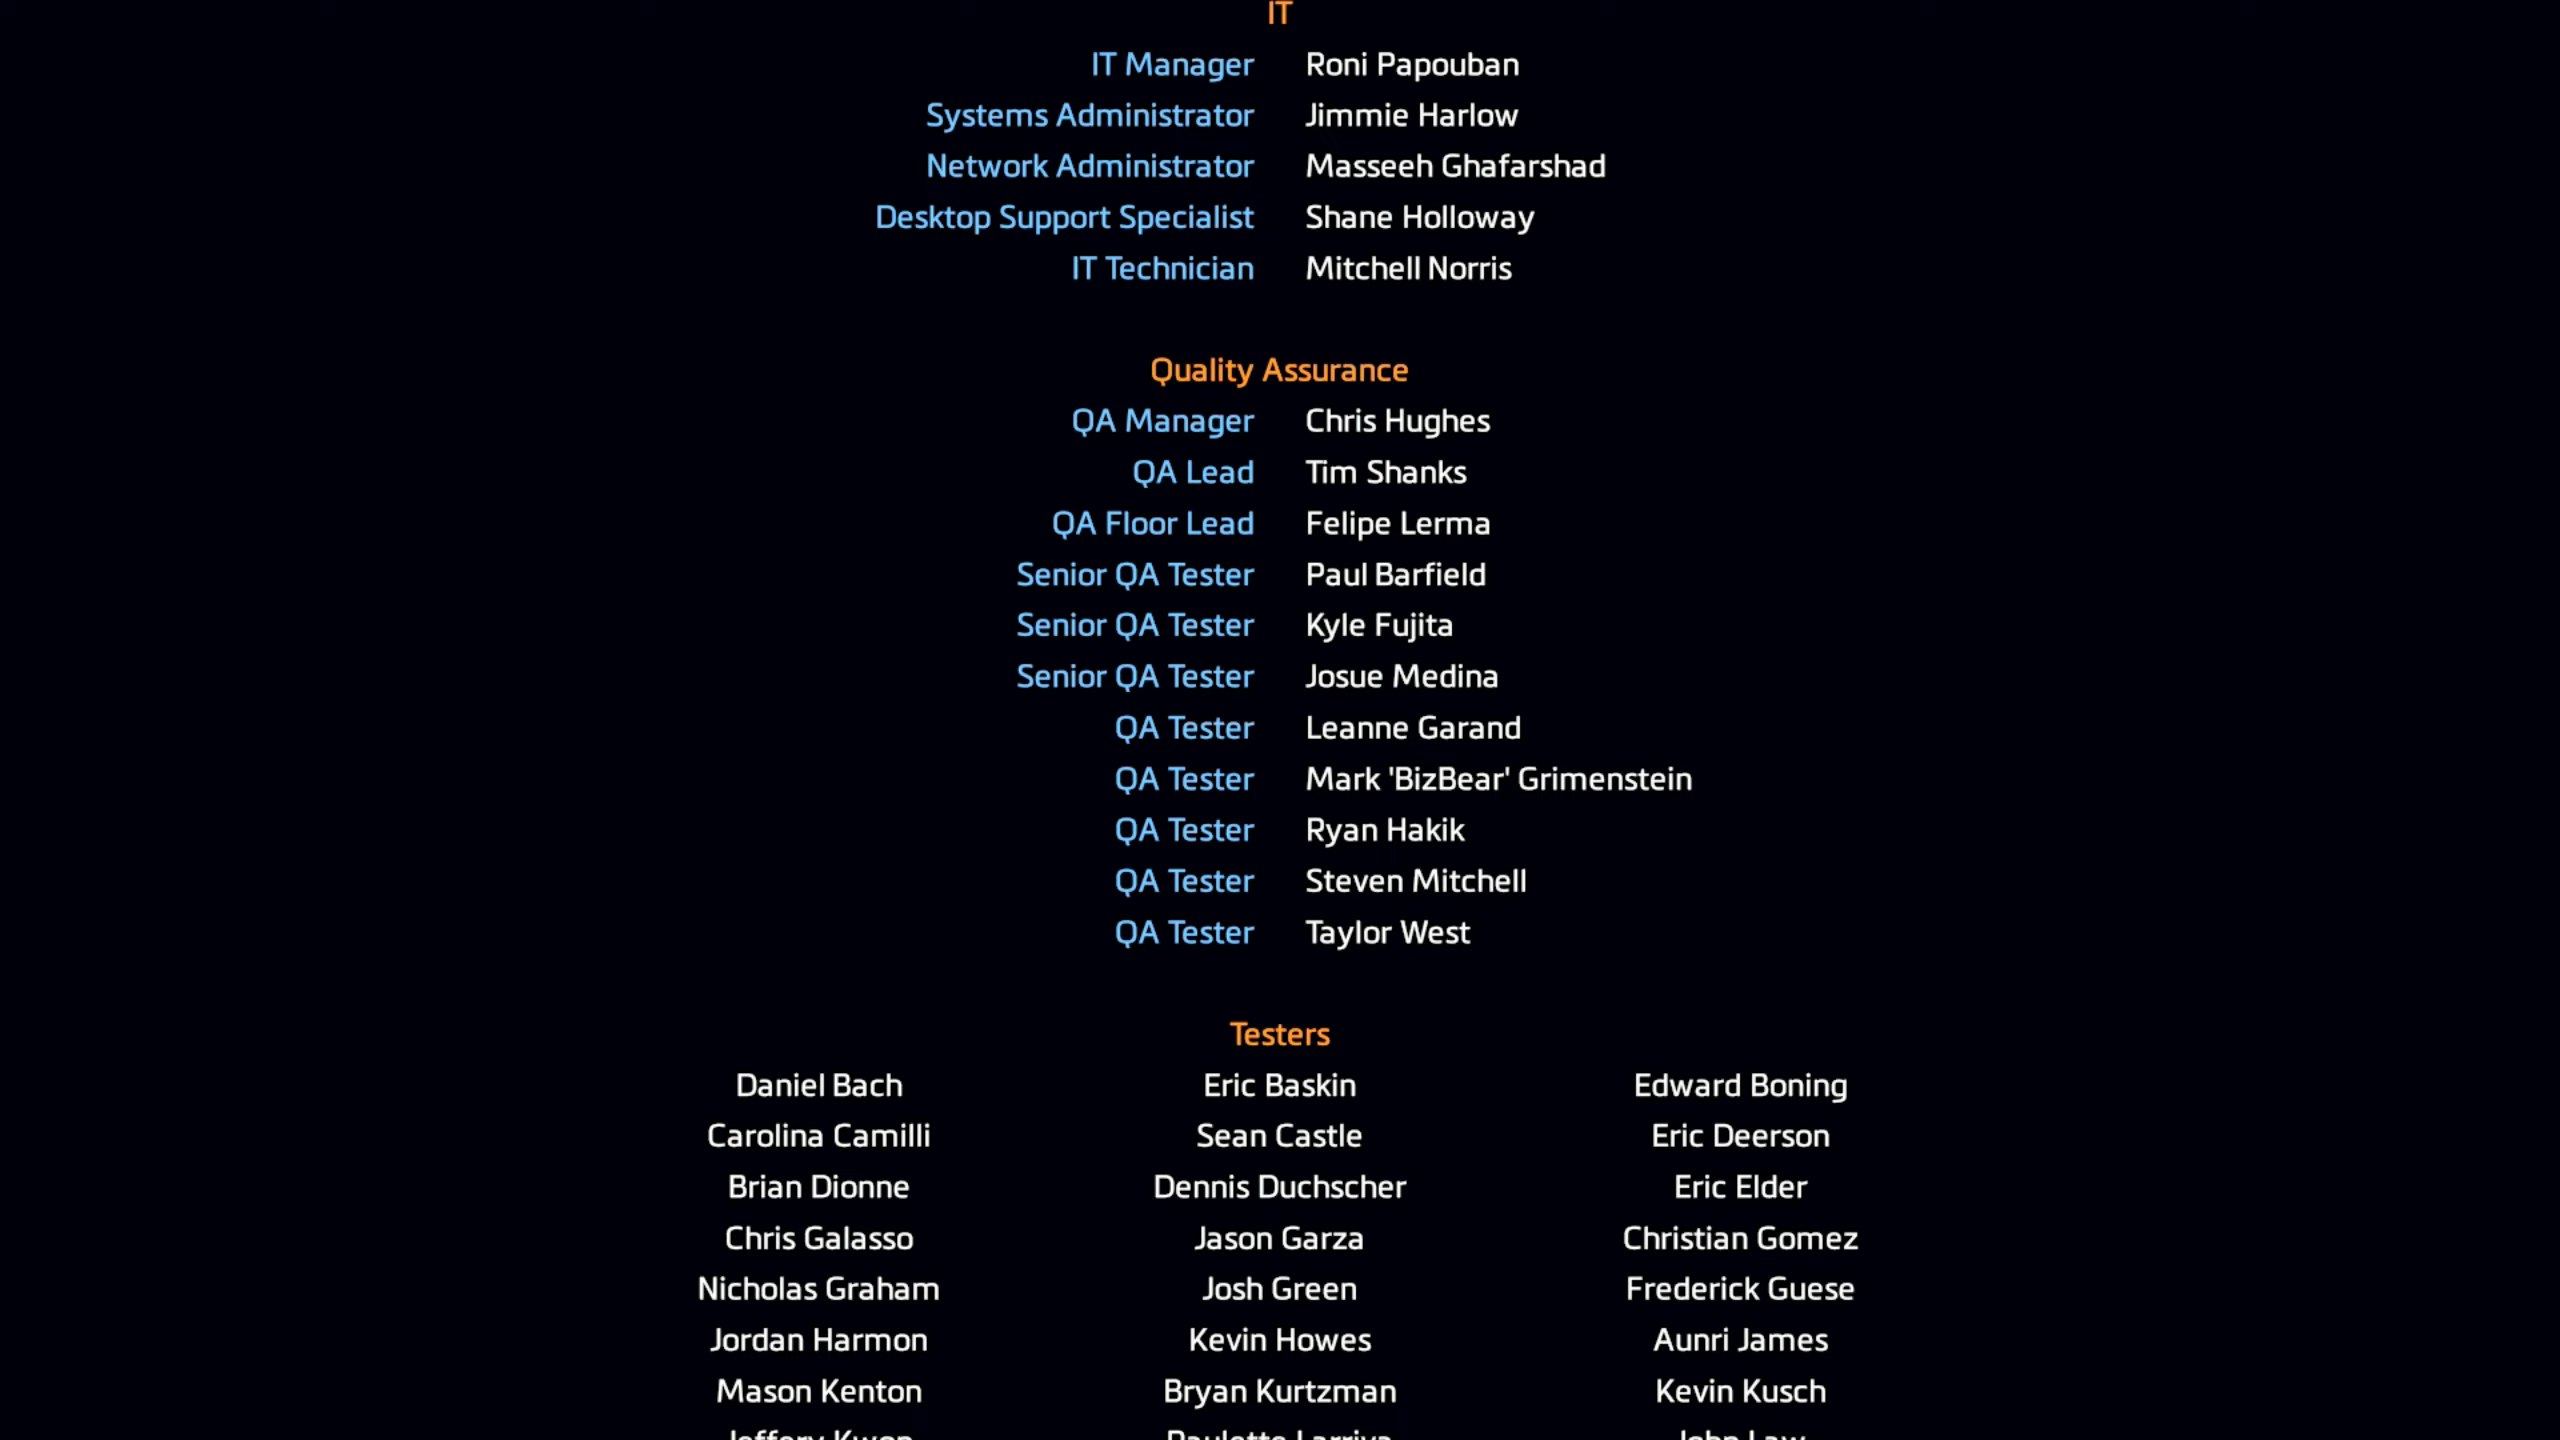 IT
IT Manager Roni Papouban
Systems Administrator Jimmie Harlow
Network Administrator Masseeh Ghafarshad
Desktop Support Specialist Shane Holloway
IT Technician Mitchell Norris
Quality Assurance
QA Manager Chris Hughes
QA Lead Tim Shanks
QA Floor Lead Felipe Lerma
Senior QA Tester Paul Barfield
Senior QA Tester Kyle Fujita
Senior QA Tester Josue Medina
QA Tester Leanne Garand
QA Tester Mark 'BizBear' Grimenstein
QA Tester Ryan Hakik
QA Tester Steven Mitchell
QA Tester Taylor West
Testers
Daniel Bach Eric Baskin Edward Boning
Carolina Camilli Sean Castle Eric Deerson
Brian Dionne Dennis Duchscher Eric Elder
Chris Galasso Jason Garza Christian Gomez
Nicholas Graham Josh Green Frederick Guese
Jordan Harmon Kevin Howes Aunri James
Mason Kenton Bryan Kurtzman Kevin Kusch
Jeffery Kwon Paulette Larriva John Law